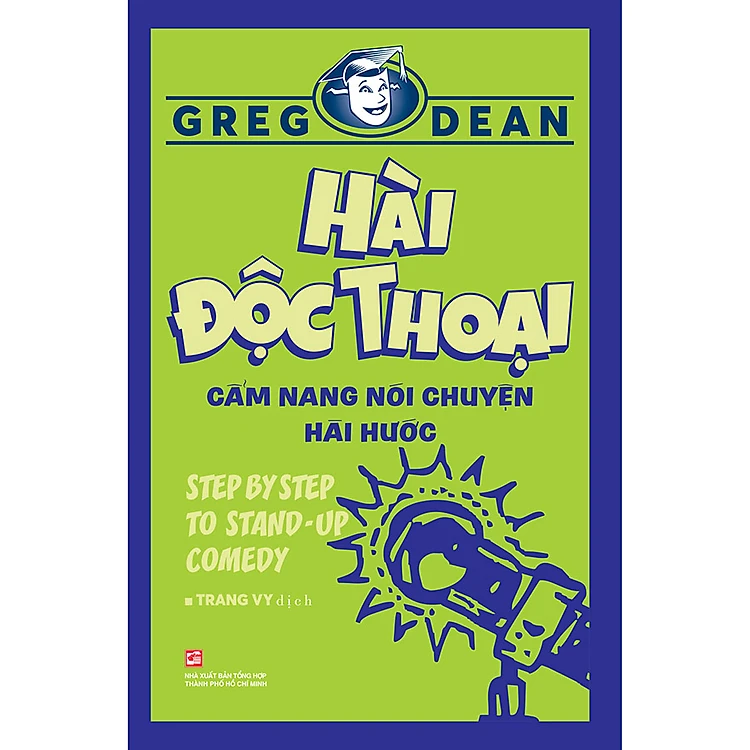 GREG DEAN
HÀI
ĐỘC THOẠI
CẨM NANG NÓI CHUYỆN
HÀI HƯỚC
STEP BY STEP
TO STAND-UP
COMEDY
TRANG VY dịch
NHÀ XUẤT BẢN TỔNG HỢP
THÀNH PHỐ HỒ CHÍ MINH